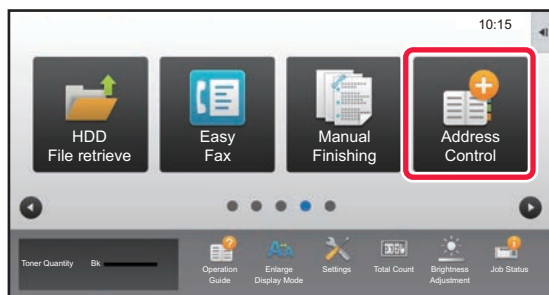 10:15
HDD
File retrieve
Easy
Fax
Manual
Finishing
Address
Control
Toner Quantity Bk
Operation
Guide
Enlarge
Display Mode
Settings
Total Count
Brightness
Adjustment
Job Status